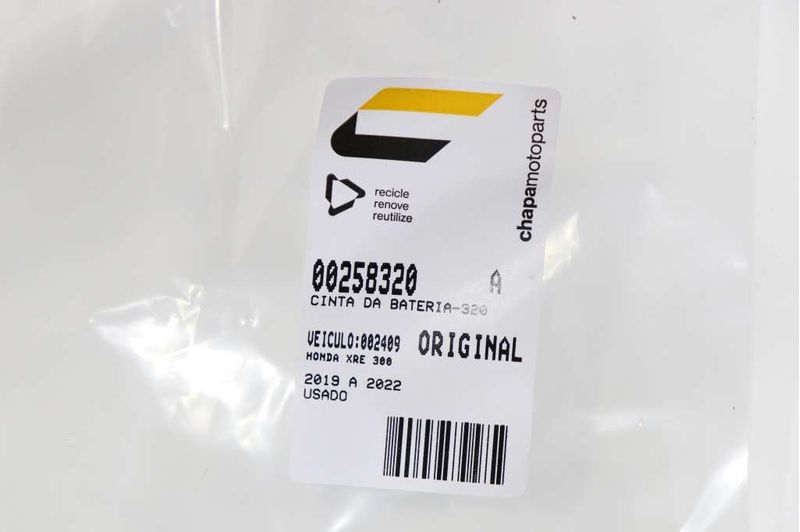 chapamotoparts
recicle
renove
reutilize
00258320 A
CINTA DA BATERIA-320
VEICULO:002409 ORIGINAL
HONDA XRE 300
2019 A 2022
USADO